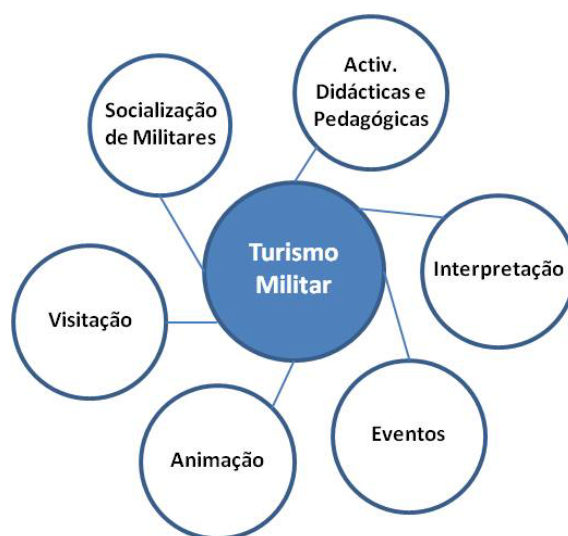 Activ.
Didácticas e
Pedagógicas
Socialização
de Militares
Turismo
Militar
Interpretação
Visitação
Eventos
Animação